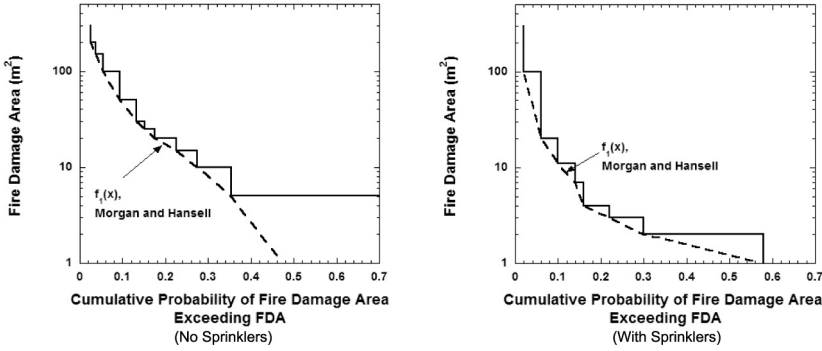 Fire Damage Area (m²)
100
10
1
f₁(x),
Morgan and Hansell
0 0.1 0.2 0.3 0.4 0.5 0.6 0.7
Cumulative Probability of Fire Damage Area
Exceeding FDA
(No Sprinklers)
Fire Damage Area (m²)
100
10
1
f₁(x),
Morgan and Hansell
0 0.1 0.2 0.3 0.4 0.5 0.6 0.7
Cumulative Probability of Fire Damage Area
Exceeding FDA
(With Sprinklers)